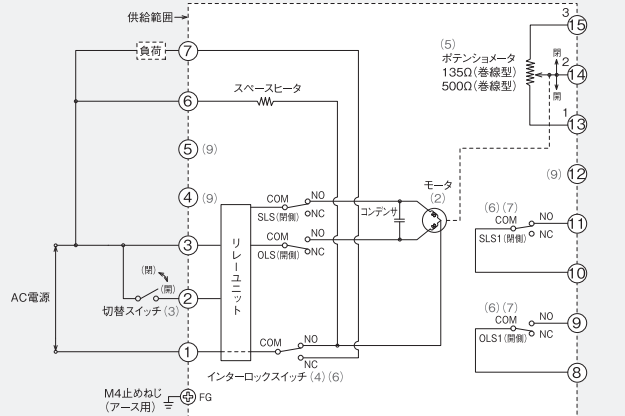 供給範囲
負荷
7
6
スペースヒータ
5 (9)
4 (9)
3
2
1
AC電源
(閉)
(開)
切替スイッチ(3)
リレーユニット
COM
NO
NC
SLS(閉側)
COM
NO
NC
OLS(開側)
コンデンサ
モータ
(2)
COM
NO
NC
インターロックスイッチ(4)(6)
M4止めねじ
(アース用)
FG
(5)
ポテンショメータ
135Ω(巻線型)
500Ω(巻線型)
3
15
閉
2
14
開
1
13
(9) 12
(6)(7)
COM
NO
NC
SLS1(閉側)
11
10
(6)(7)
COM
NO
NC
OLS1(開側)
9
8